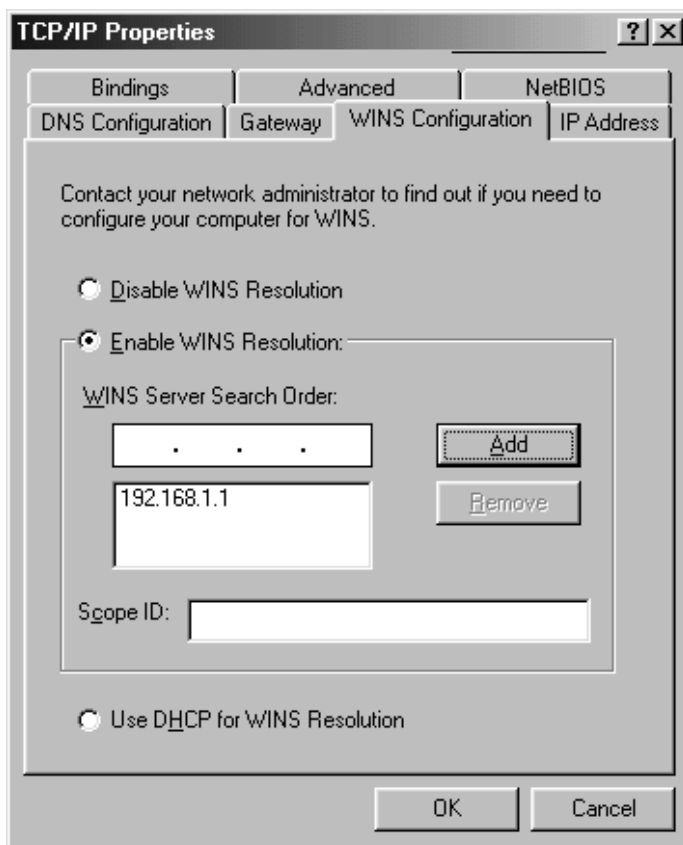 TCP/IP Properties
? X
Bindings Advanced NetBIOS
DNS Configuration Gateway WINS Configuration IP Address
Contact your network administrator to find out if you need to
configure your computer for WINS.
Disable WINS Resolution
Enable WINS Resolution:
WINS Server Search Order:
. . .
Add
192.168.1.1
Remove
Scope ID:
Use DHCP for WINS Resolution
OK Cancel